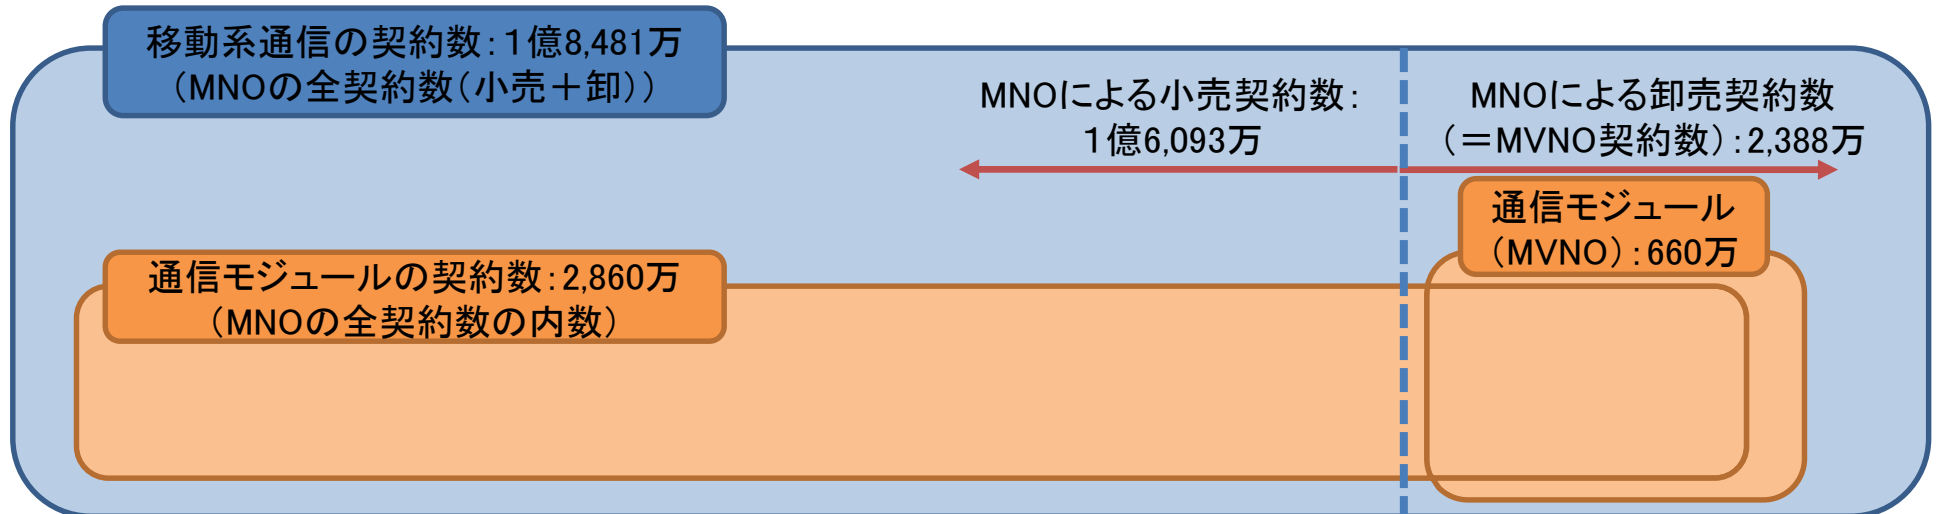 移動系通信の契約数：１億8,481万
（MNOの全契約数（小売＋卸））
MNOによる小売契約数：
１億6,093万
MNOによる卸売契約数
（＝MVNO契約数）：2,388万
通信モジュール
（MVNO）：660万
通信モジュールの契約数：2,860万
（MNOの全契約数の内数）